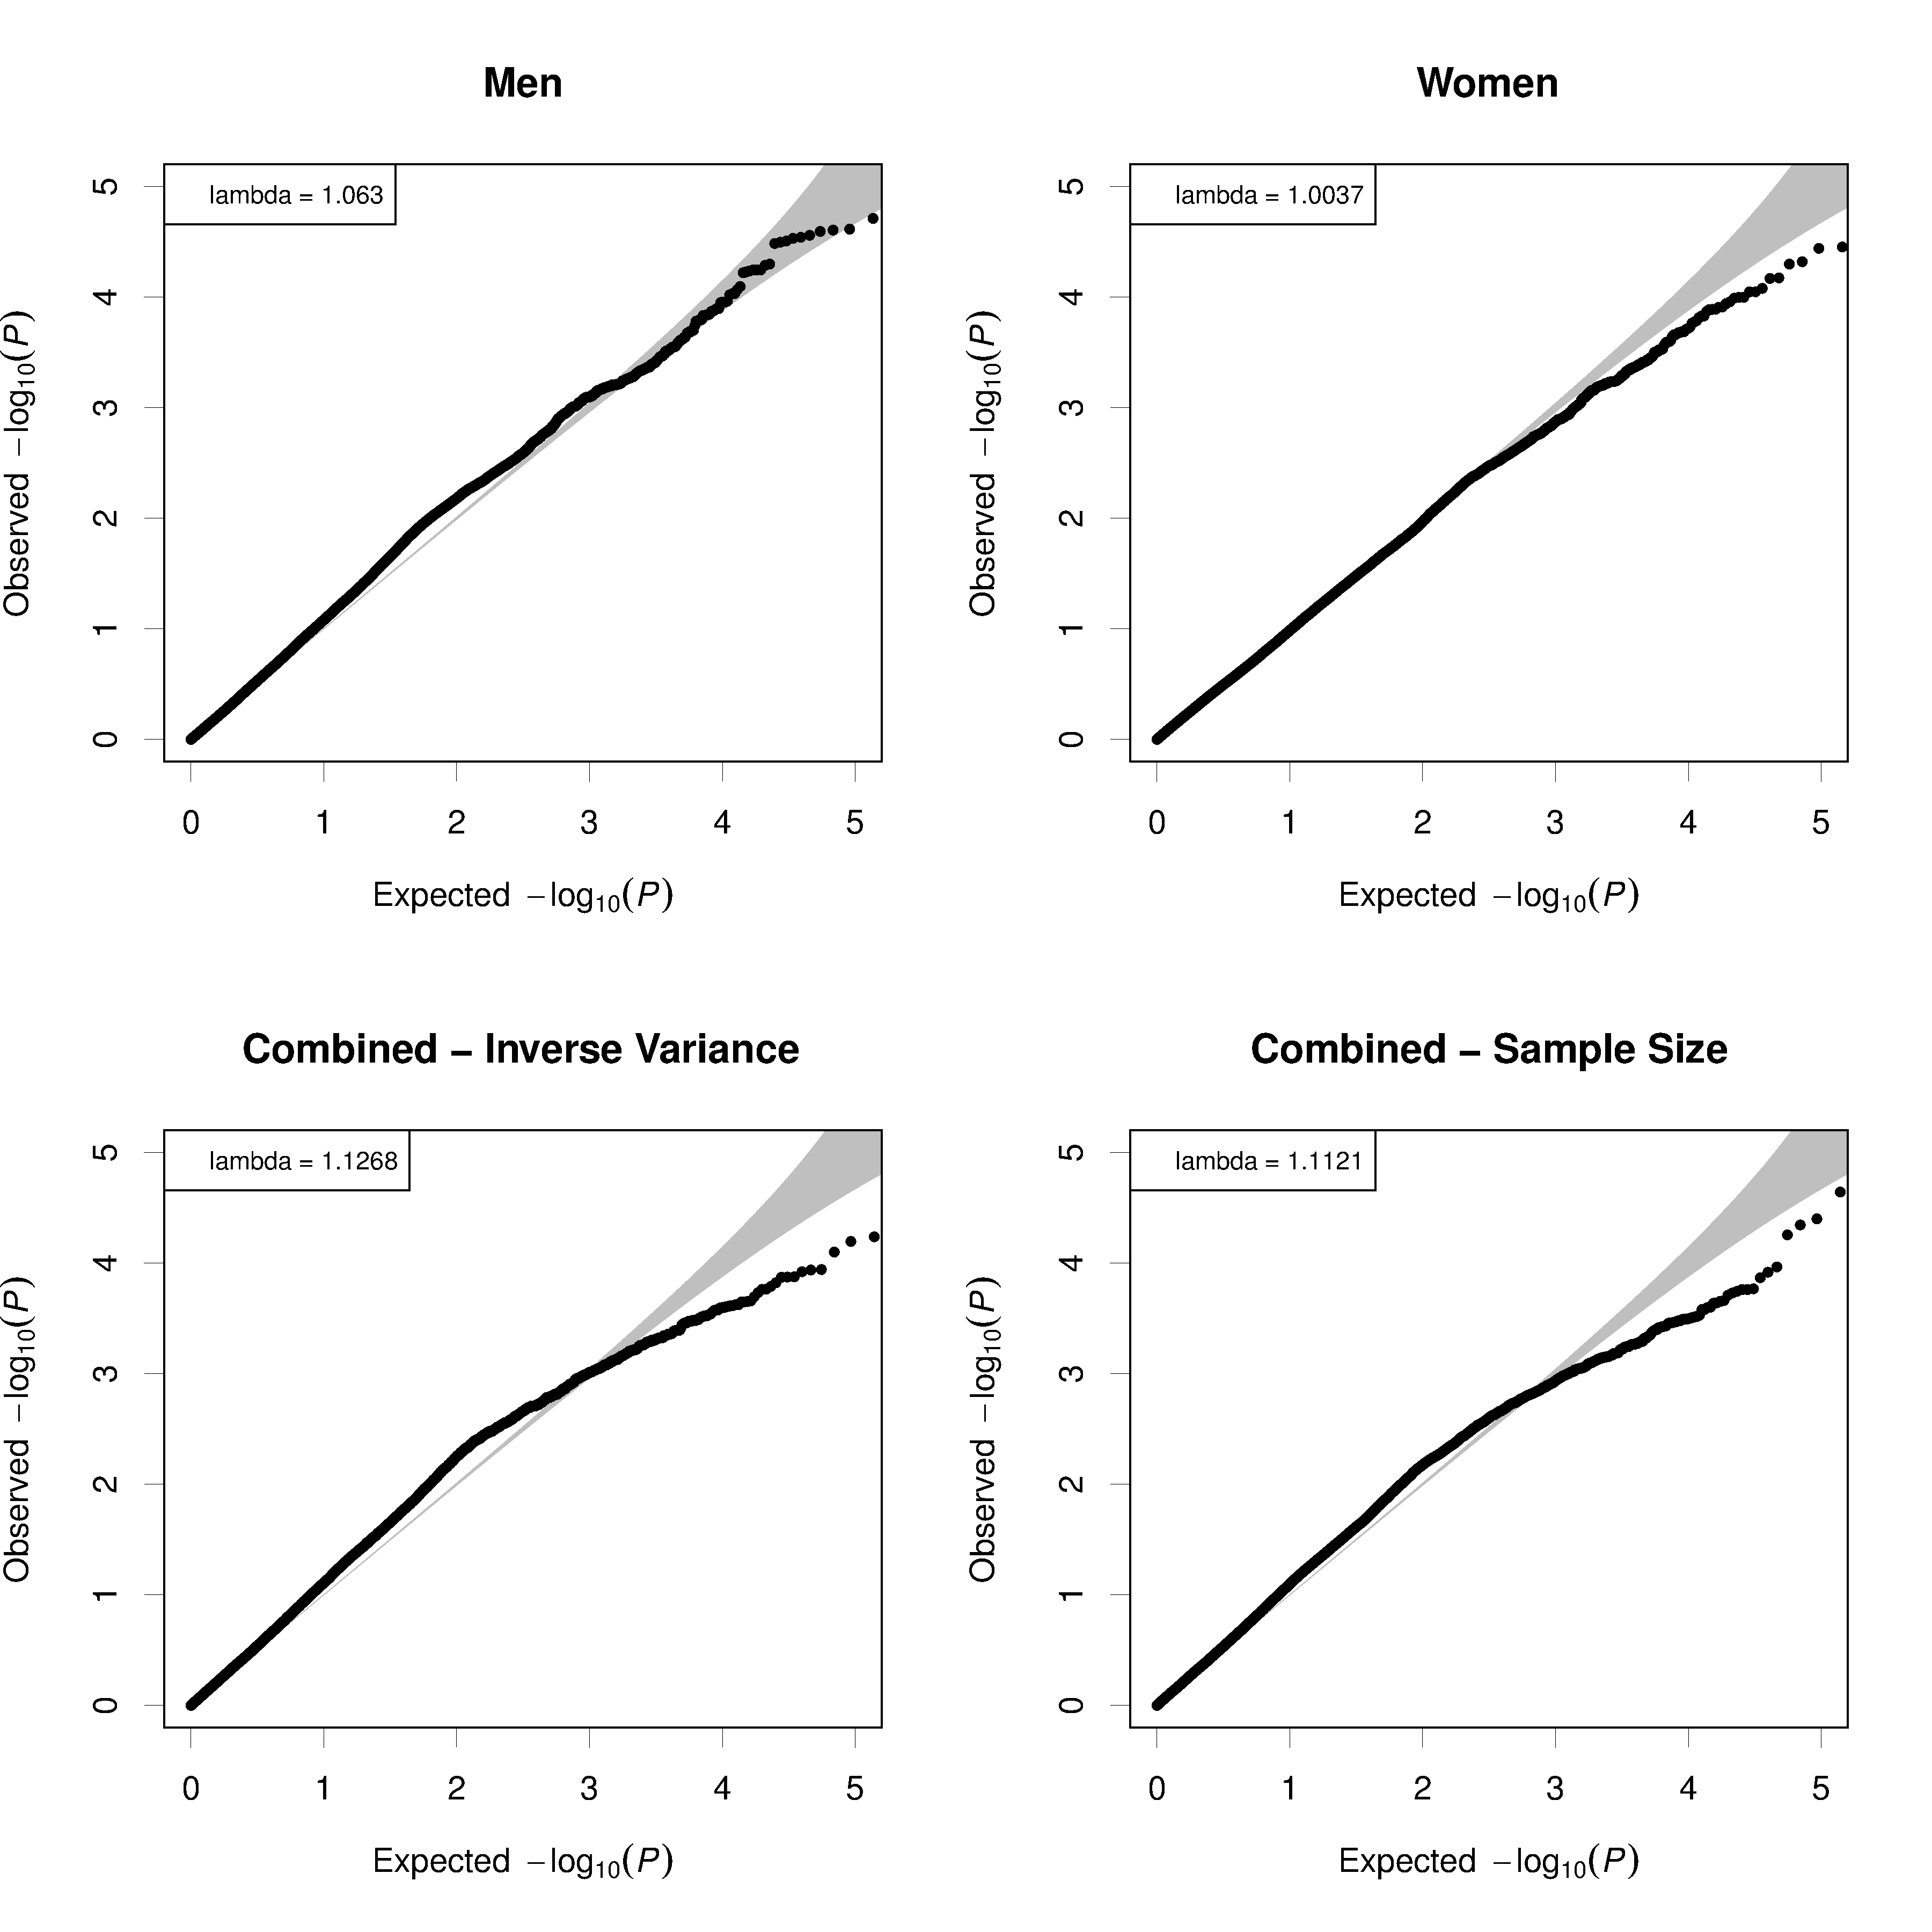 Men
lambda = 1.063
Observed −log10(P)
5
4
3
2
1
0
0 1 2 3 4 5
Expected −log10(P)
Women
lambda = 1.0037
Observed −log10(P)
5
4
3
2
1
0
0 1 2 3 4 5
Expected −log10(P)
Combined – Inverse Variance
lambda = 1.1268
Observed −log10(P)
5
4
3
2
1
0
0 1 2 3 4 5
Expected −log10(P)
Combined – Sample Size
lambda = 1.1121
Observed −log10(P)
5
4
3
2
1
0
0 1 2 3 4 5
Expected −log10(P)